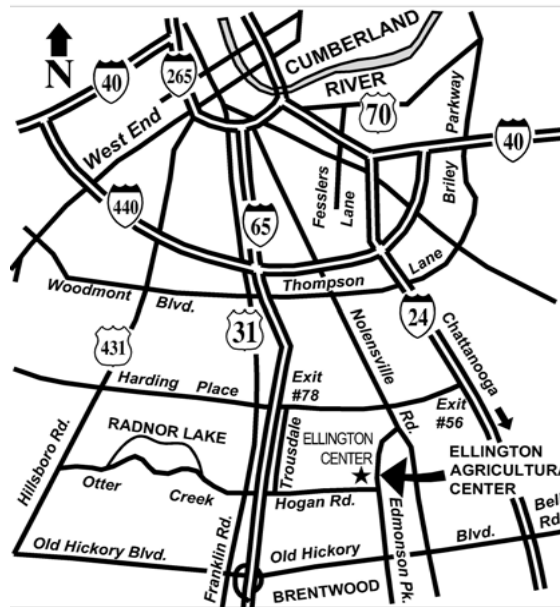 N
40
265
CUMBERLAND
RIVER
West End
70
Parkway
40
Fesslers
Lane
Briley
440
65
Woodmont
Blvd.
Thompson
Lane
24
431
31
Nolensville
Rd.
Chattanooga
Harding Place
Exit
#78
Exit
#56
Hillsboro Rd.
RADNOR LAKE
Trousdale
ELLINGTON
CENTER
ELLINGTON
AGRICULTURA
CENTER
Otter
Creek
Hogan Rd.
Franklin Rd.
Edmonson Pk.
Bel
Rd
Old Hickory Blvd.
Old Hickory
Blvd.
BRENTWOOD